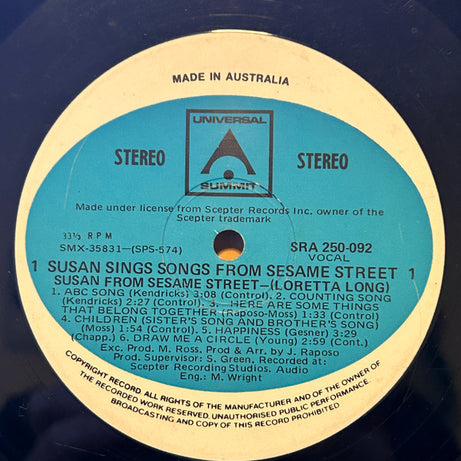 MADE IN AUSTRALIA
UNIVERSAL
SUMMIT
STEREO STEREO
Made under license from Scepter Records Inc. owner of the
Scepter trademark
33⅓ R.P.M
SMX-35831—(SPS-574)
SRA 250-092
VOCAL
1 SUSAN SINGS SONGS FROM SESAME STREET 1
SUSAN FROM SESAME STREET—(LORETTA LONG)
1. ABC SONG (Kendricks) 3:08 (Control). 2. COUNTING SONG
(Kendricks) 2:27 (Control). 3. HERE ARE SOME THINGS
THAT BELONG TOGETHER (Raposo-Moss) 1:33 (Control)
4. CHILDREN (SISTER'S SONG AND BROTHER'S SONG)
(Moss) 1:54 (Control). 5. HAPPINESS (Gesner) 3:29
(Chapp.) 6. DRAW ME A CIRCLE (Young) 2:59 (Cont.)
Exc. Prod. M. Ross. Prod & Arr. by J. Raposo
Prod. Supervisor: S. Green. Recorded at:
Scepter Recording Studios. Audio
Eng.: M. Wright
COPYRIGHT RECORD. ALL RIGHTS OF THE MANUFACTURER AND OF THE OWNER OF
THE RECORDED WORK RESERVED. UNAUTHORISED PUBLIC PERFORMANCE
BROADCASTING AND COPY OF THIS RECORD PROHIBITED